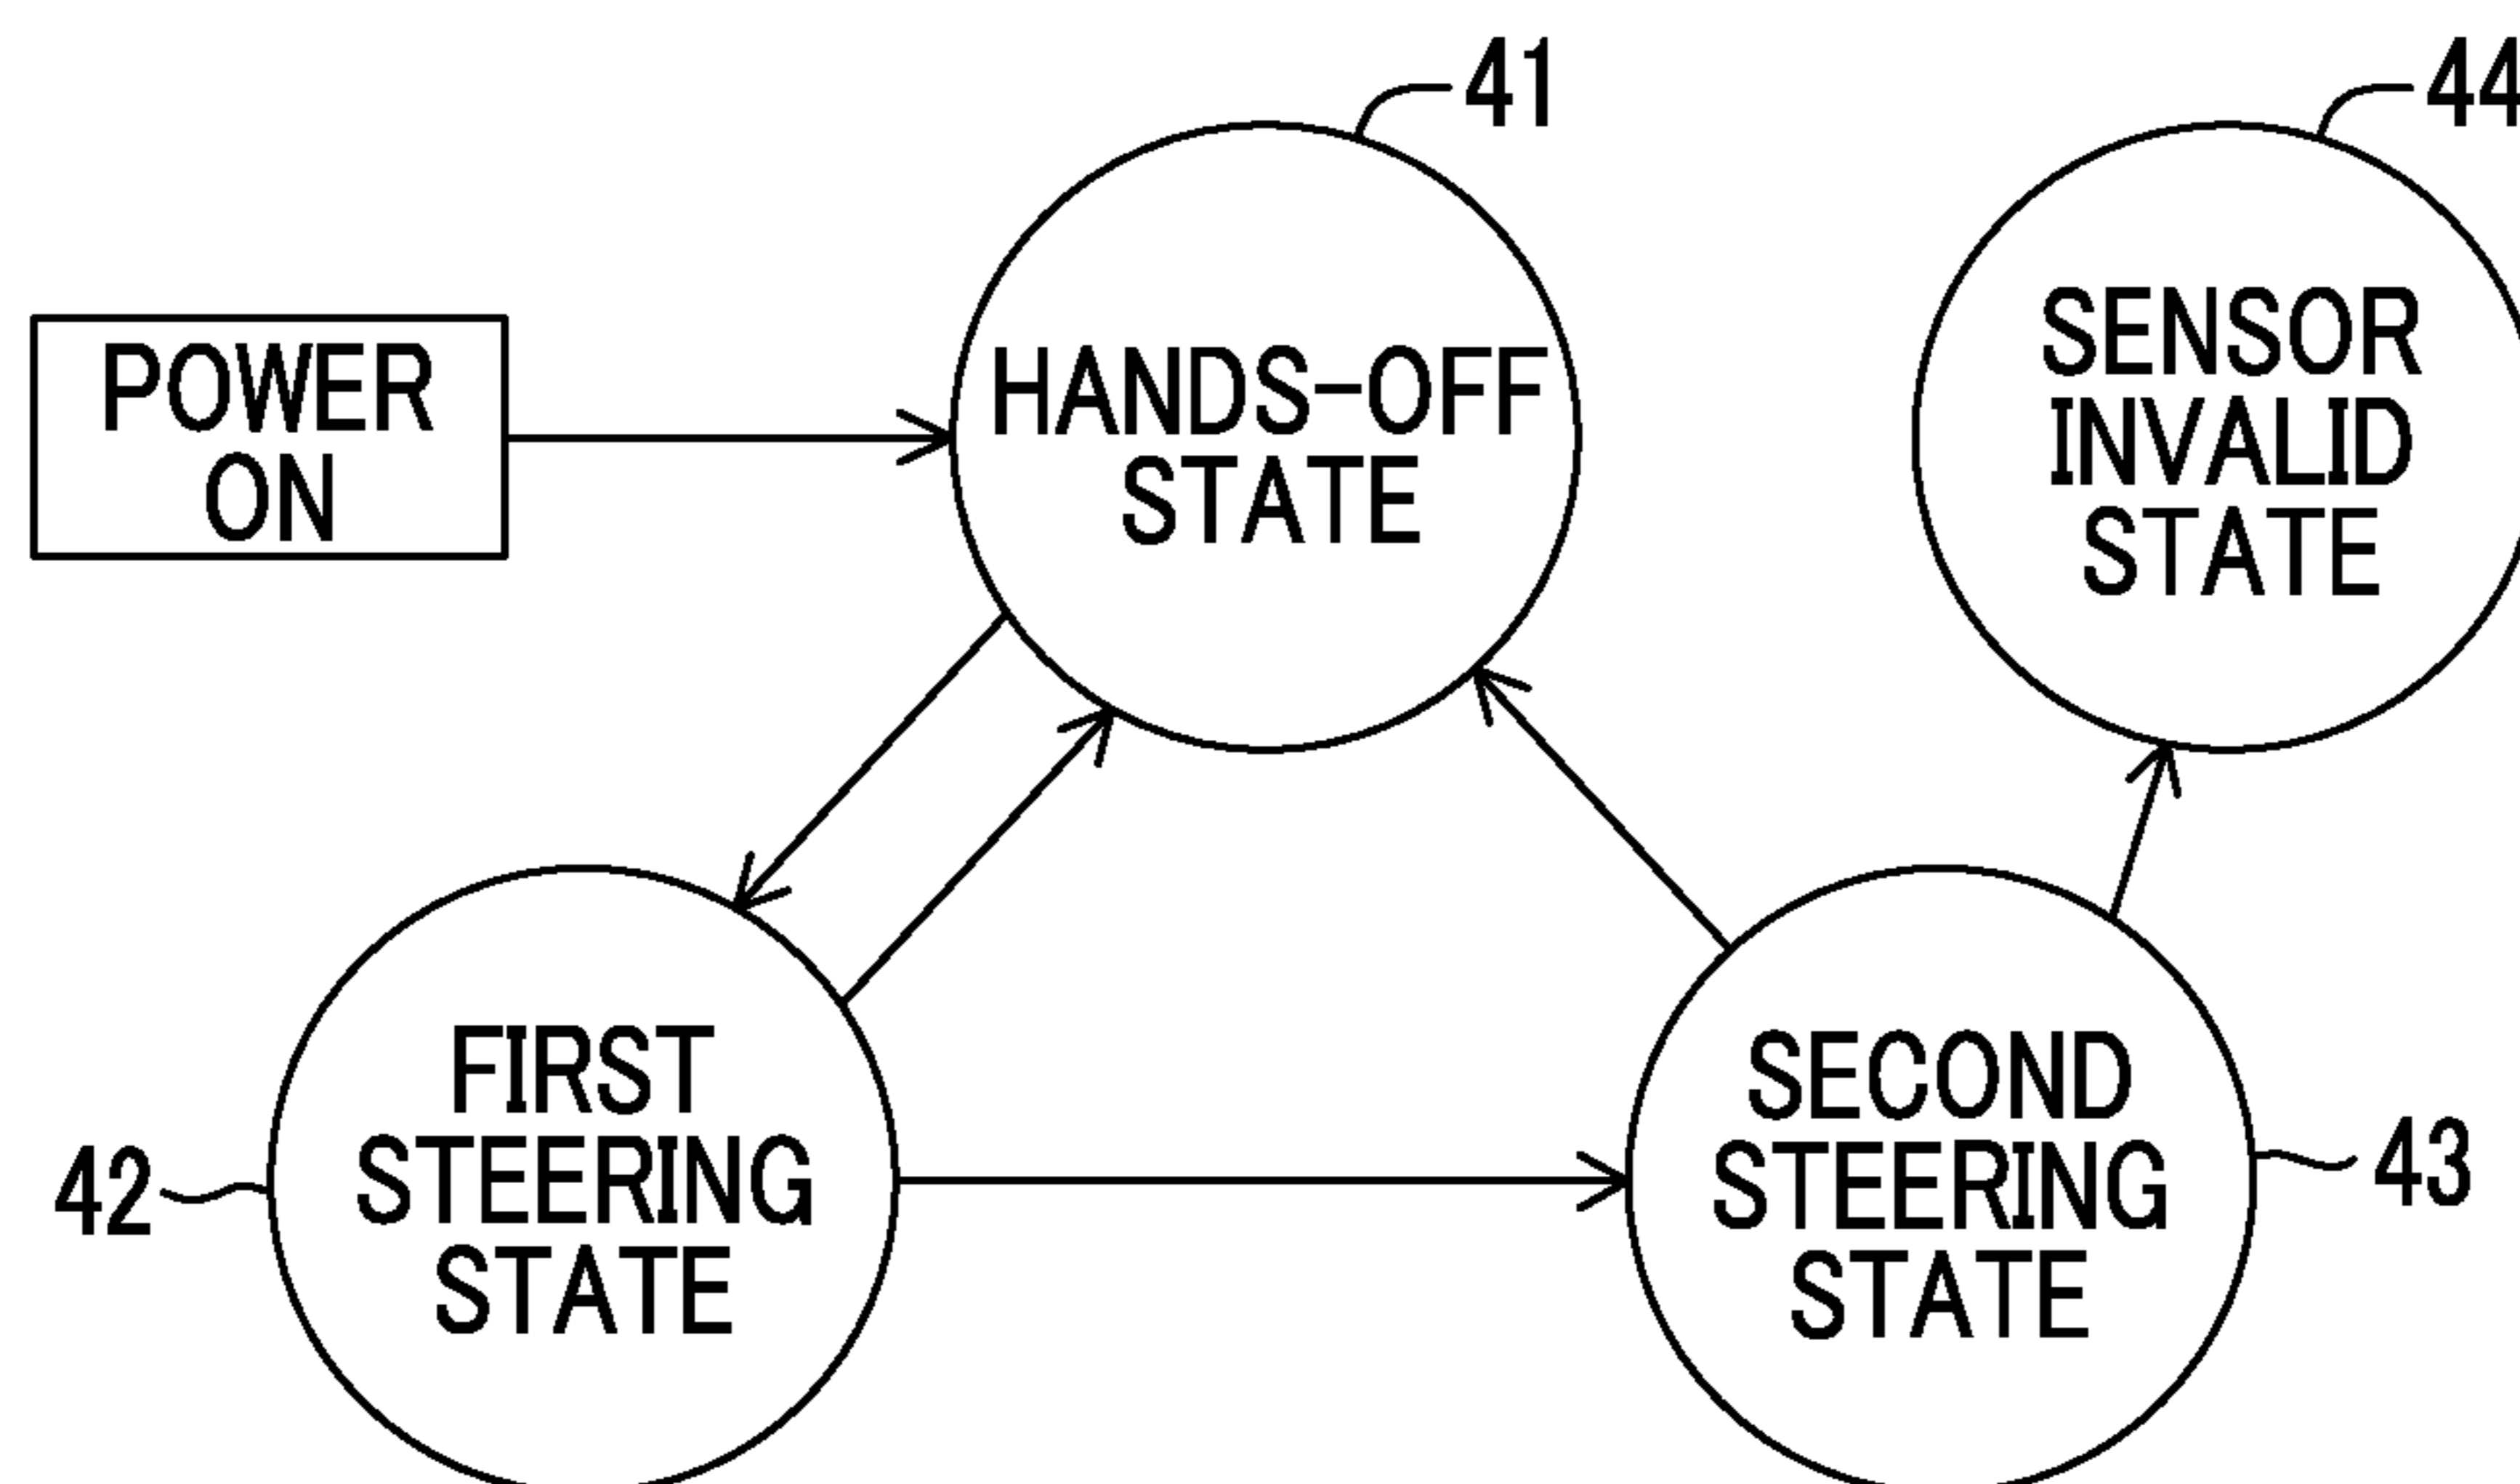 41
44
POWER
ON
HANDS-OFF
STATE
SENSOR
INVALID
STATE
42
FIRST
STEERING
STATE
SECOND
STEERING
STATE
43